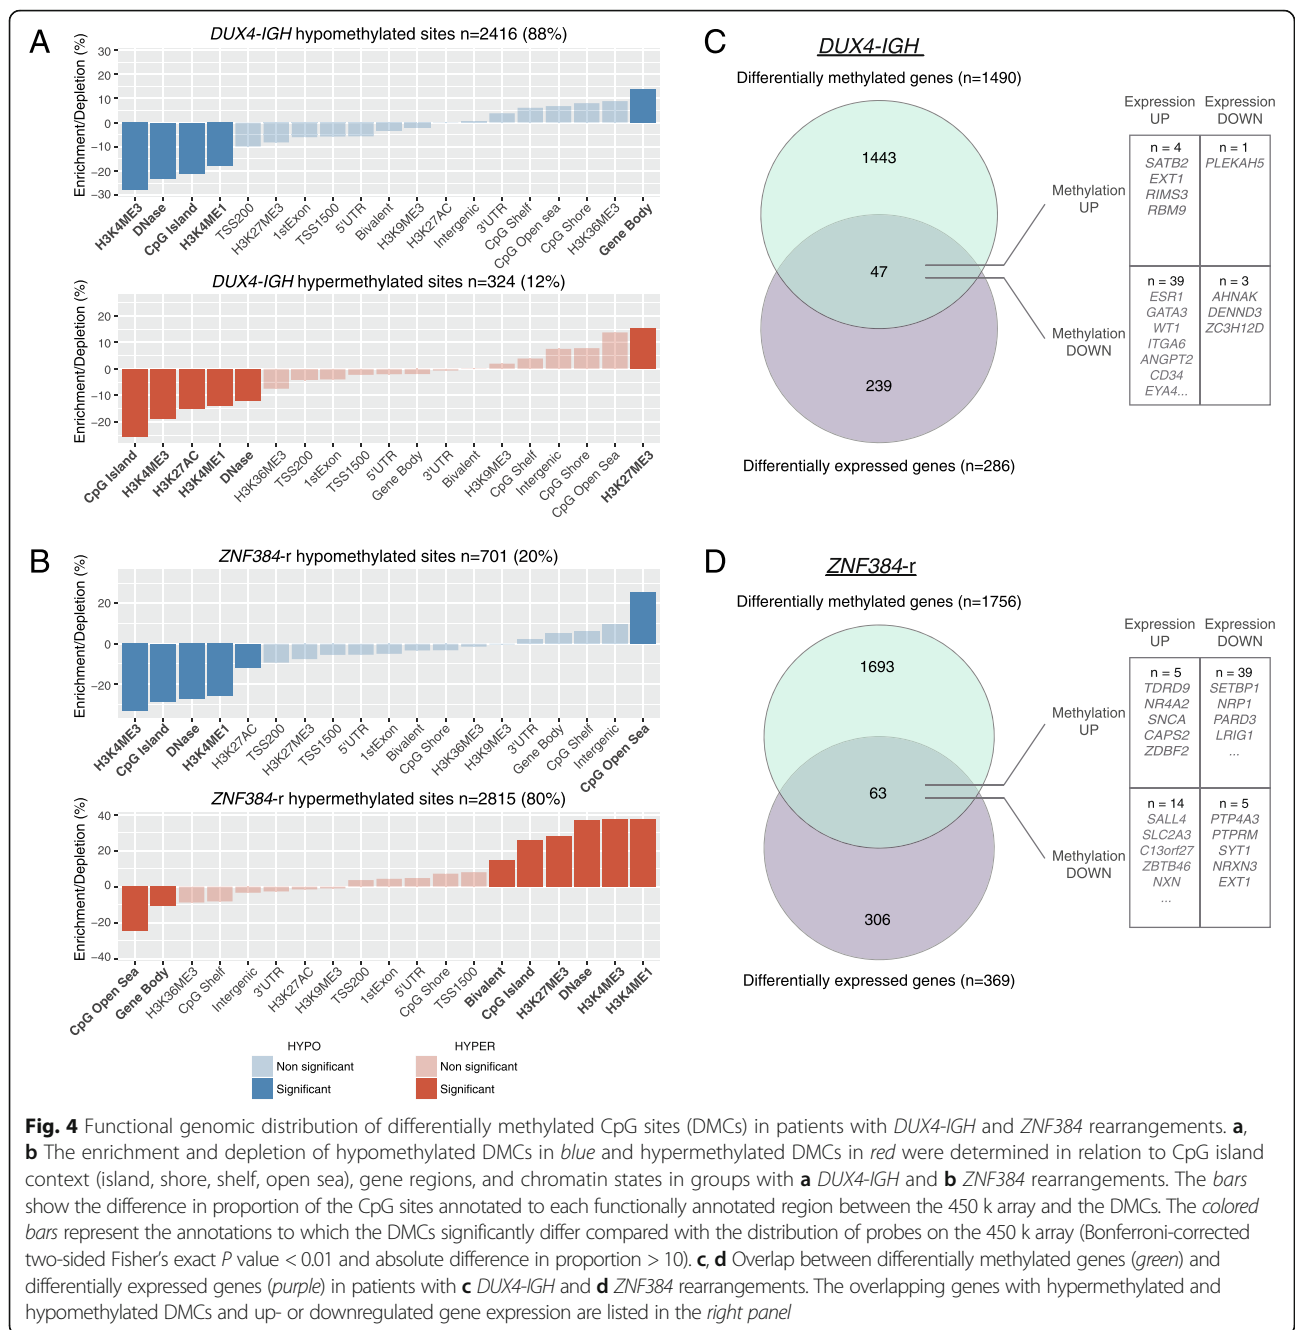 A
DUX4-IGH hypomethylated sites n=2416 (88%)
Enrichment/Depletion (%)
30
20
10
0
−10
−20
−30
H3K4ME3
DNase
CpG Island
H3K4ME1
TSS200
H3K27ME3
1stExon
TSS1500
5'UTR
Bivalent
H3K9ME3
H3K27AC
Intergenic
3'UTR
CpG Shelf
CpG Open sea
CpG Shore
H3K36ME3
Gene Body
DUX4-IGH hypermethylated sites n=324 (12%)
Enrichment/Depletion (%)
20
10
0
−10
−20
CpG Island
H3K4ME3
H3K27AC
H3K4ME1
DNase
H3K36ME3
TSS200
1stExon
TSS1500
5'UTR
Gene Body
3'UTR
Bivalent
H3K9ME3
CpG Shelf
Intergenic
CpG Shore
CpG Open Sea
H3K27ME3
B
ZNF384-r hypomethylated sites n=701 (20%)
Enrichment/Depletion (%)
20
0
−20
H3K4ME3
CpG Island
DNase
H3K4ME1
H3K27AC
TSS200
H3K27ME3
TSS1500
5'UTR
1stExon
Bivalent
CpG Shore
H3K36ME3
H3K9ME3
3'UTR
Gene Body
CpG Shelf
Intergenic
CpG Open Sea
ZNF384-r hypermethylated sites n=2815 (80%)
Enrichment/Depletion (%)
40
20
0
−20
−40
CpG Open Sea
Gene Body
H3K36ME3
CpG Shelf
Intergenic
3'UTR
H3K27AC
H3K9ME3
TSS200
1stExon
5'UTR
CpG Shore
TSS1500
Bivalent
CpG Island
H3K27ME3
DNase
H3K4ME3
H3K4ME1
HYPO
Non significant
Significant
HYPER
Non significant
Significant
C
DUX4-IGH
Differentially methylated genes (n=1490)
1443
47
239
Differentially expressed genes (n=286)
Expression UP
Expression DOWN
Methylation UP
n = 4
SATB2
EXT1
RIMS3
RBM9
n = 1
PLEKAH5
Methylation DOWN
n = 39
ESR1
GATA3
WT1
ITGA6
ANGPT2
CD34
EYA4...
n = 3
AHNAK
DENND3
ZC3H12D
D
ZNF384-r
Differentially methylated genes (n=1756)
1693
63
306
Differentially expressed genes (n=369)
Expression UP
Expression DOWN
Methylation UP
n = 5
TDRD9
NR4A2
SNCA
CAPS2
ZDBF2
n = 39
SETBP1
NRP1
PARD3
LRIG1
...
Methylation DOWN
n = 14
SALL4
SLC2A3
C13orf27
ZBTB46
NXN
...
n = 5
PTP4A3
PTPRM
SYT1
NRXN3
EXT1
Fig. 4 Functional genomic distribution of differentially methylated CpG sites (DMCs) in patients with DUX4-IGH and ZNF384 rearrangements. a,
b The enrichment and depletion of hypomethylated DMCs in blue and hypermethylated DMCs in red were determined in relation to CpG island
context (island, shore, shelf, open sea), gene regions, and chromatin states in groups with a DUX4-IGH and b ZNF384 rearrangements. The bars
show the difference in proportion of the CpG sites annotated to each functionally annotated region between the 450 k array and the DMCs. The colored
bars represent the annotations to which the DMCs significantly differ compared with the distribution of probes on the 450 k array (Bonferroni-corrected
two-sided Fisher's exact P value < 0.01 and absolute difference in proportion > 10). c, d Overlap between differentially methylated genes (green) and
differentially expressed genes (purple) in patients with c DUX4-IGH and d ZNF384 rearrangements. The overlapping genes with hypermethylated and
hypomethylated DMCs and up- or downregulated gene expression are listed in the right panel